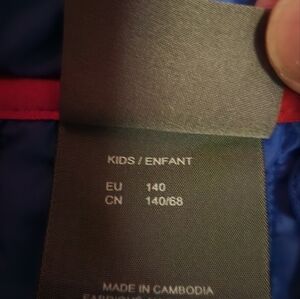 KIDS / ENFANT
EU 140
CN 140/68
MADE IN CAMBODIA